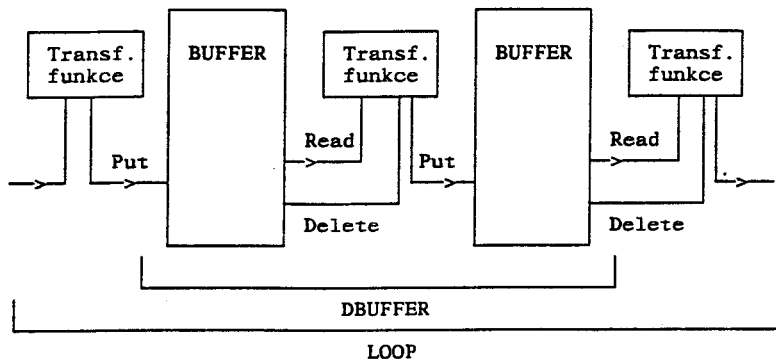 Transf.
funkce
BUFFER
Transf.
funkce
BUFFER
Transf.
funkce
Put
Read
Put
Read
Delete
Delete
DBUFFER
LOOP